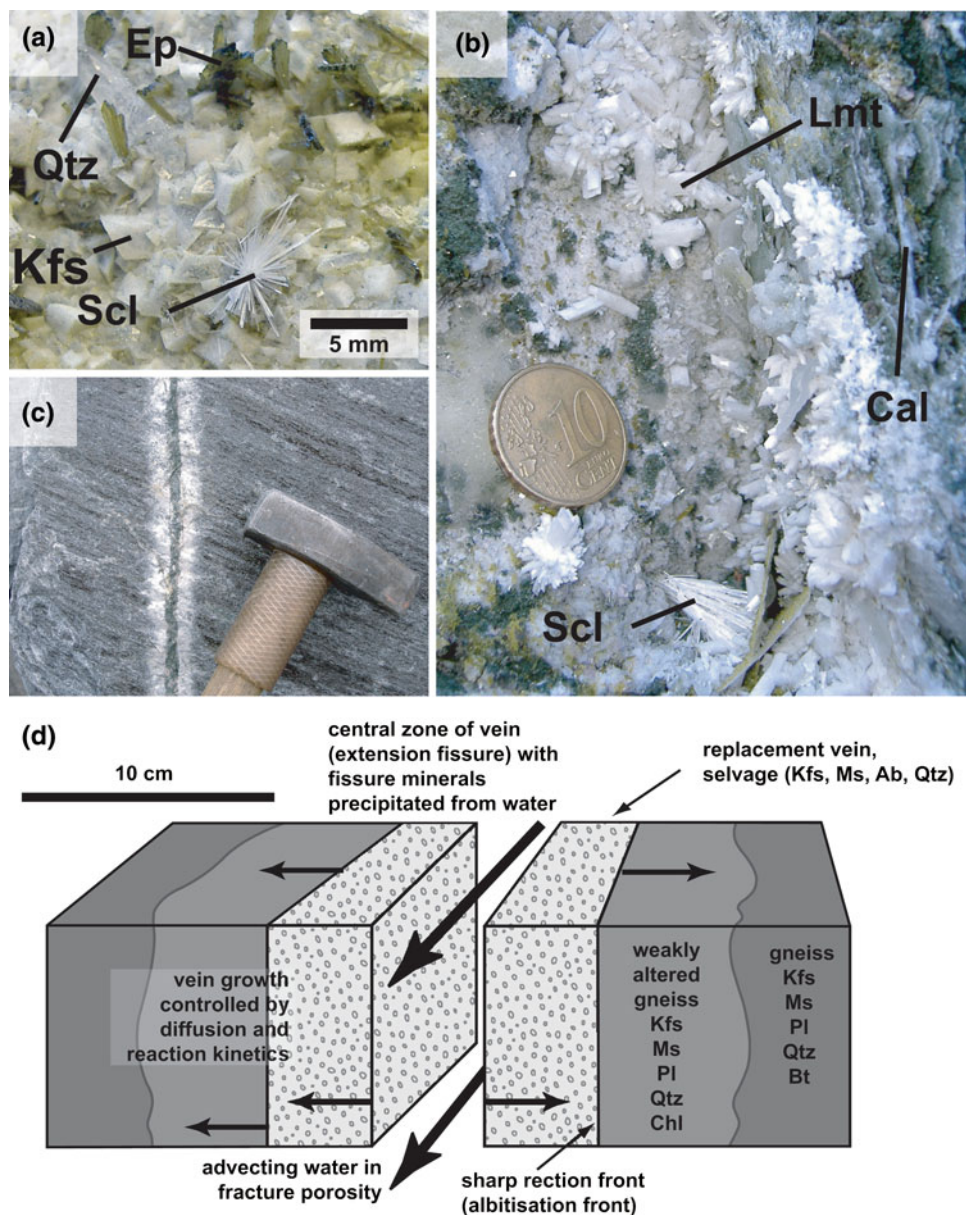 (a)
Ep
Qtz
Kfs
Scl
5 mm
(b)
Lmt
10
CENT
Cal
Scl
(c)
(d)
10 cm
central zone of vein
(extension fissure) with
fissure minerals
precipitated from water
replacement vein,
selvage (Kfs, Ms, Ab, Qtz)
vein growth
controlled by
diffusion and
reaction kinetics
weakly
altered
gneiss
Kfs
Ms
Pl
Qtz
Chl
gneiss
Kfs
Ms
Pl
Qtz
Bt
advecting water in
fracture porosity
sharp rection front
(albitisation front)